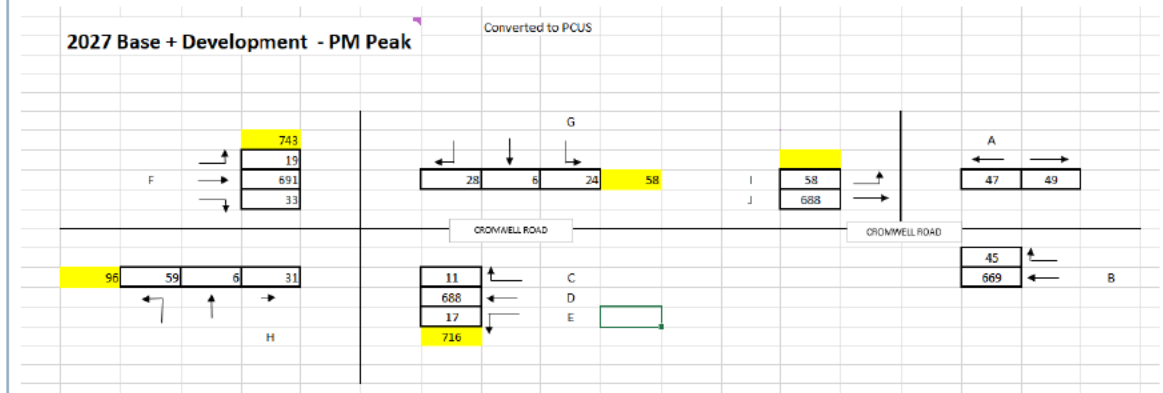 Converted to PCUS
2027 Base + Development - PM Peak
G
A
743
19
F 691
33
28 6 24 58
I 58
J 688
47 49
CROMWELL ROAD
CROMWELL ROAD
45
669 B
96 59 6 31
11 C
688 D
17 E
716
H